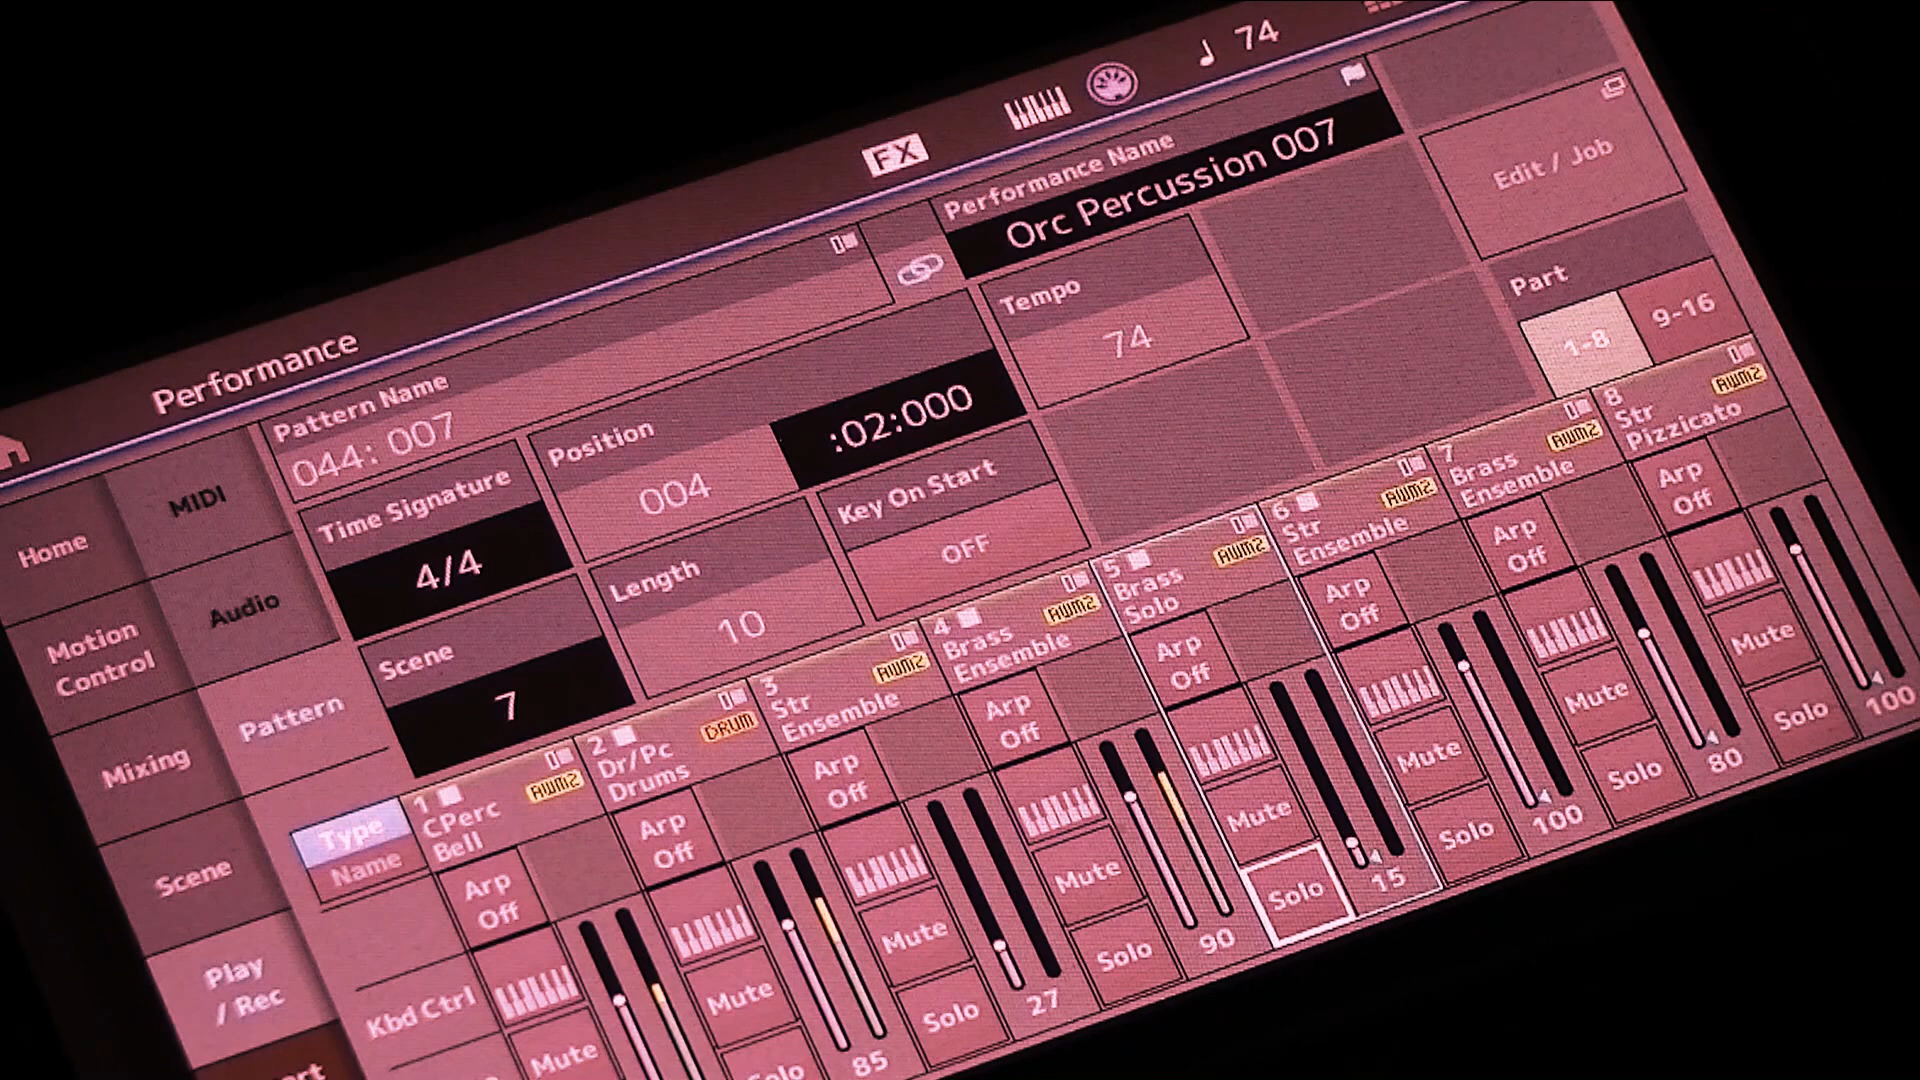 74
FX
Performance
Performance Name
Orc Percussion 007
Edit / Job
Pattern Name
044: 007
Tempo
74
Part
1-8
9-16
Position
004
:02:000
Time Signature
4/4
Key On Start
OFF
Length
10
Scene
7
Home
Motion
Control
Mixing
Scene
Play
/ Rec
MIDI
Audio
Pattern
Type
Name
Kbd Ctrl
1
AWM2
CPerc
Bell
Arp
Off
Mute
2
DRUM
Dr/Pc
Drums
Arp
Off
Mute
85
3
AWM2
Str
Ensemble
Arp
Off
Mute
Solo
27
4
AWM2
Brass
Ensemble
Arp
Off
Mute
Solo
90
5
AWM2
Brass
Solo
Arp
Off
Mute
Solo
15
6
AWM2
Str
Ensemble
Arp
Off
Mute
Solo
100
7
AWM2
Brass
Ensemble
Arp
Off
Mute
Solo
80
8
AWM2
Str
Pizzicato
Arp
Off
Mute
Solo
100